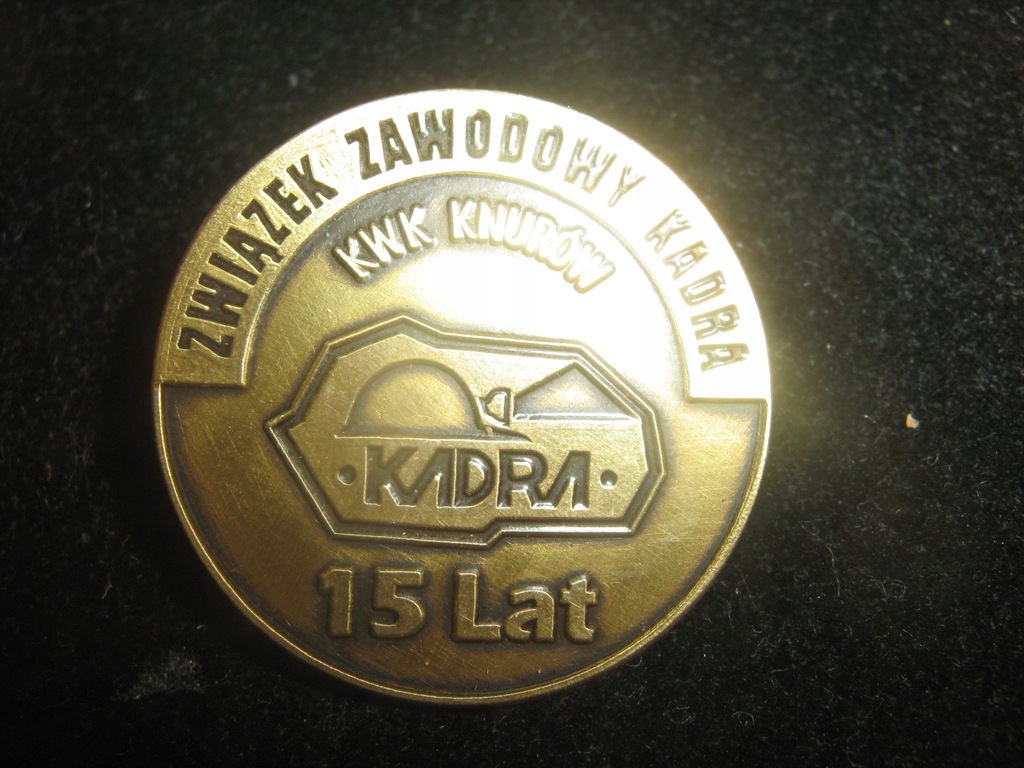 ZWIĄZEK ZAWODOWY KADRA
KWK KNURÓW
• KADRA •
15 Lat